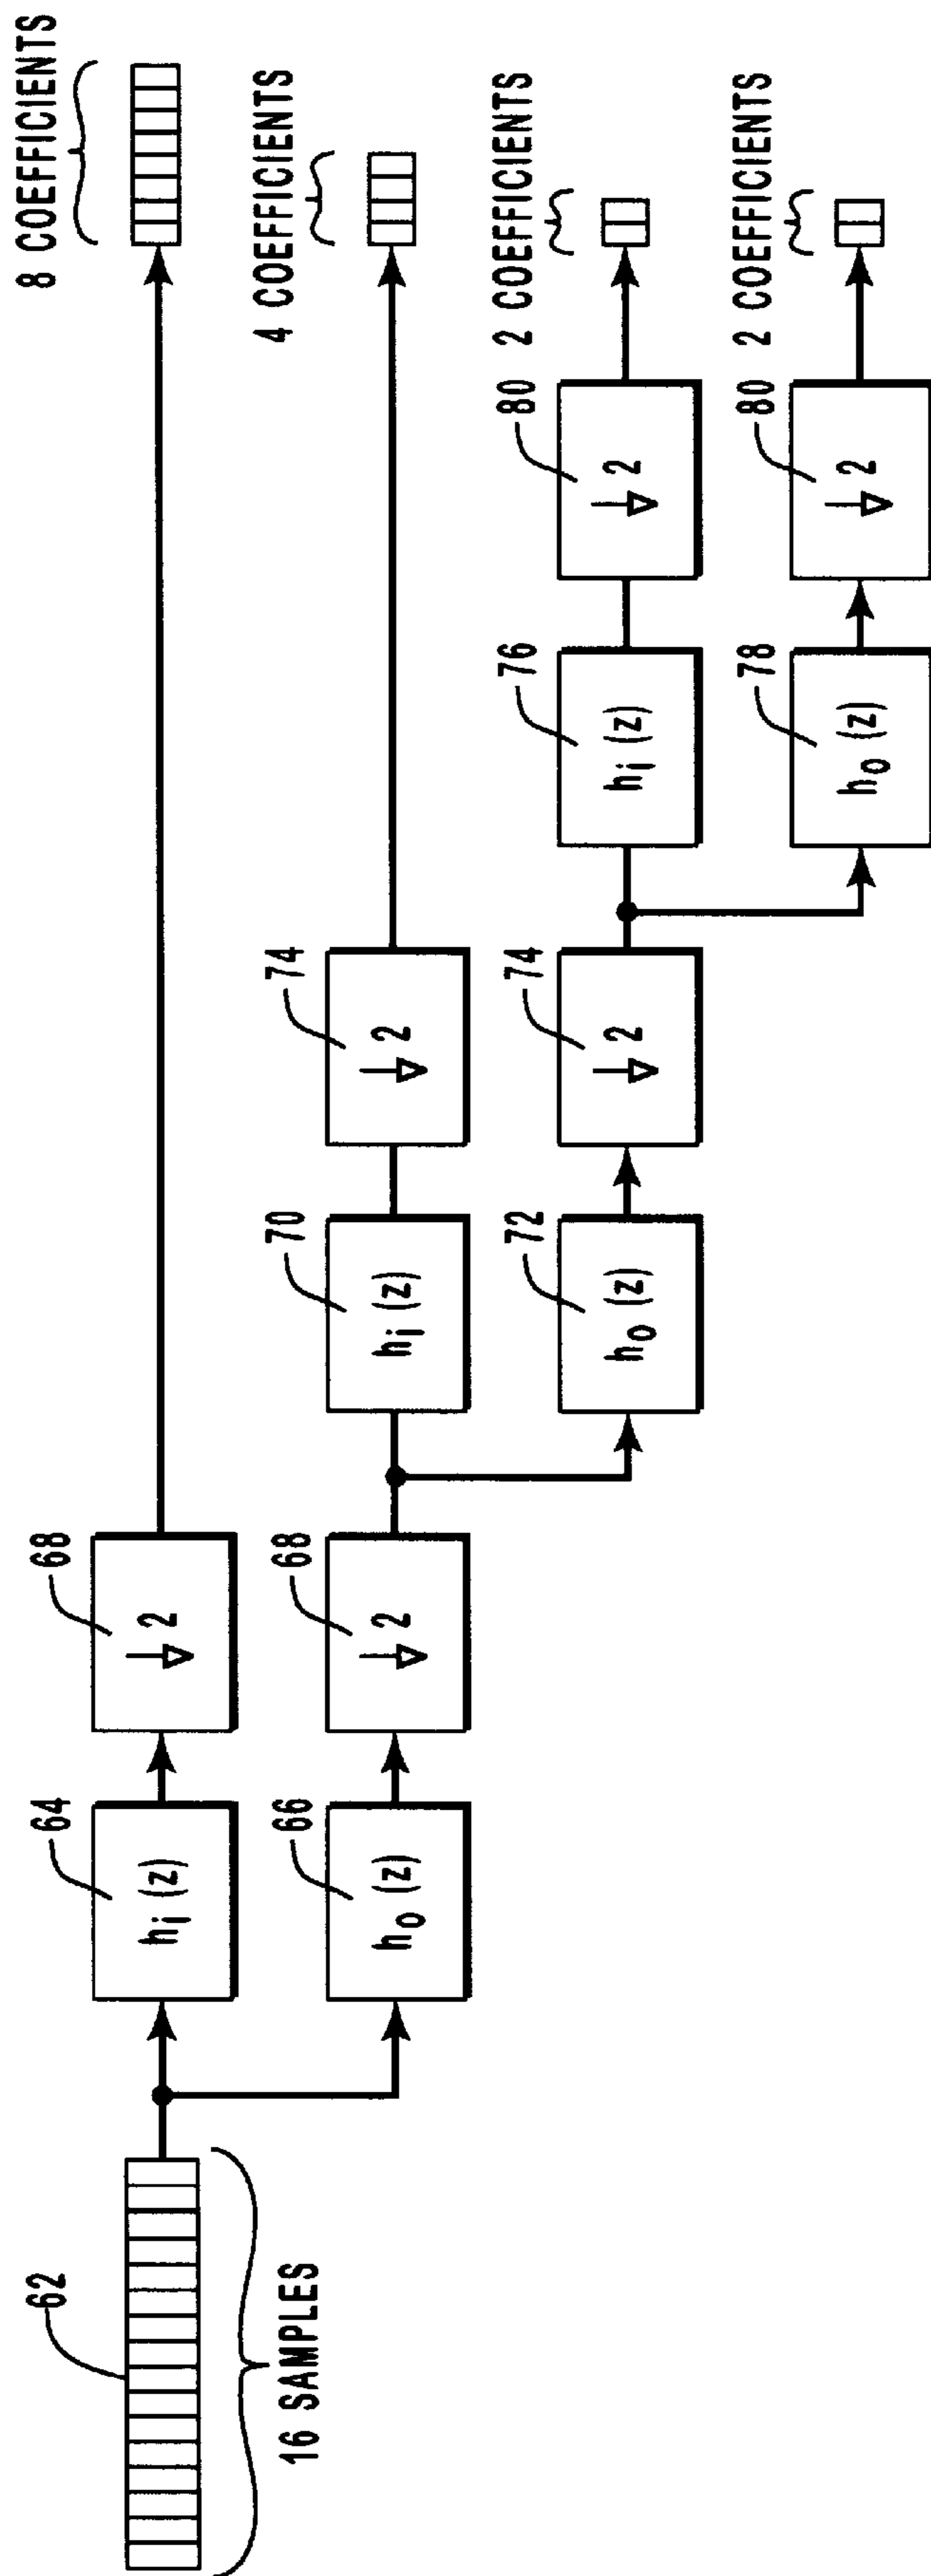 62
16 SAMPLES
64
h₁ (z)
68
↓ 2
8 COEFFICIENTS
66
h₀ (z)
68
↓ 2
70
h₁ (z)
74
↓ 2
4 COEFFICIENTS
72
h₀ (z)
74
↓ 2
76
h₁ (z)
80
↓ 2
2 COEFFICIENTS
78
h₀ (z)
80
↓ 2
2 COEFFICIENTS